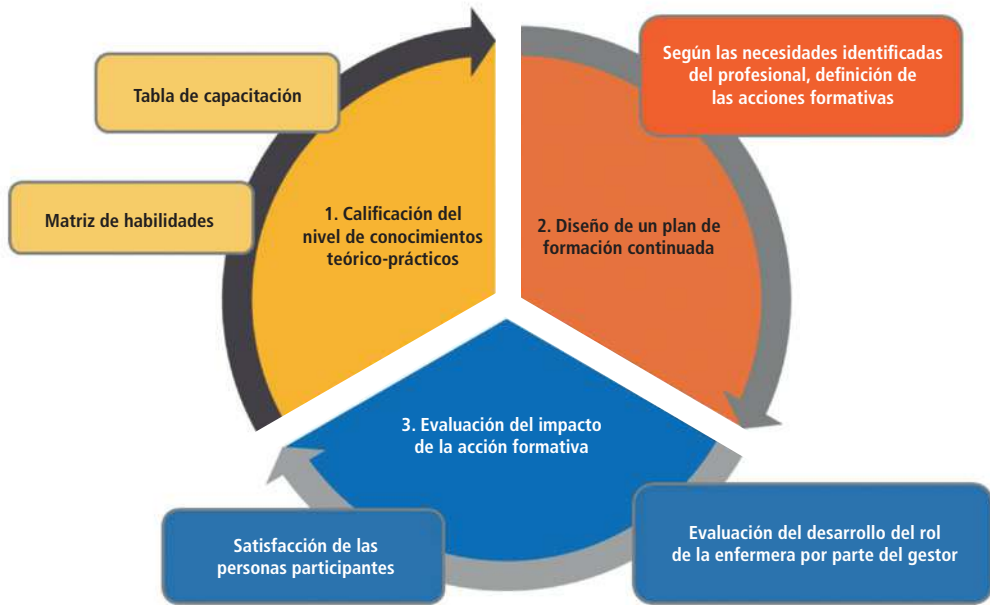 Tabla de capacitación
Matriz de habilidades
1. Calificación del
nivel de conocimientos
teórico-prácticos
Según las necesidades identificadas
del profesional, definición de
las acciones formativas
2. Diseño de un plan de
formación continuada
3. Evaluación del impacto
de la acción formativa
Satisfacción de las
personas participantes
Evaluación del desarrollo del rol
de la enfermera por parte del gestor